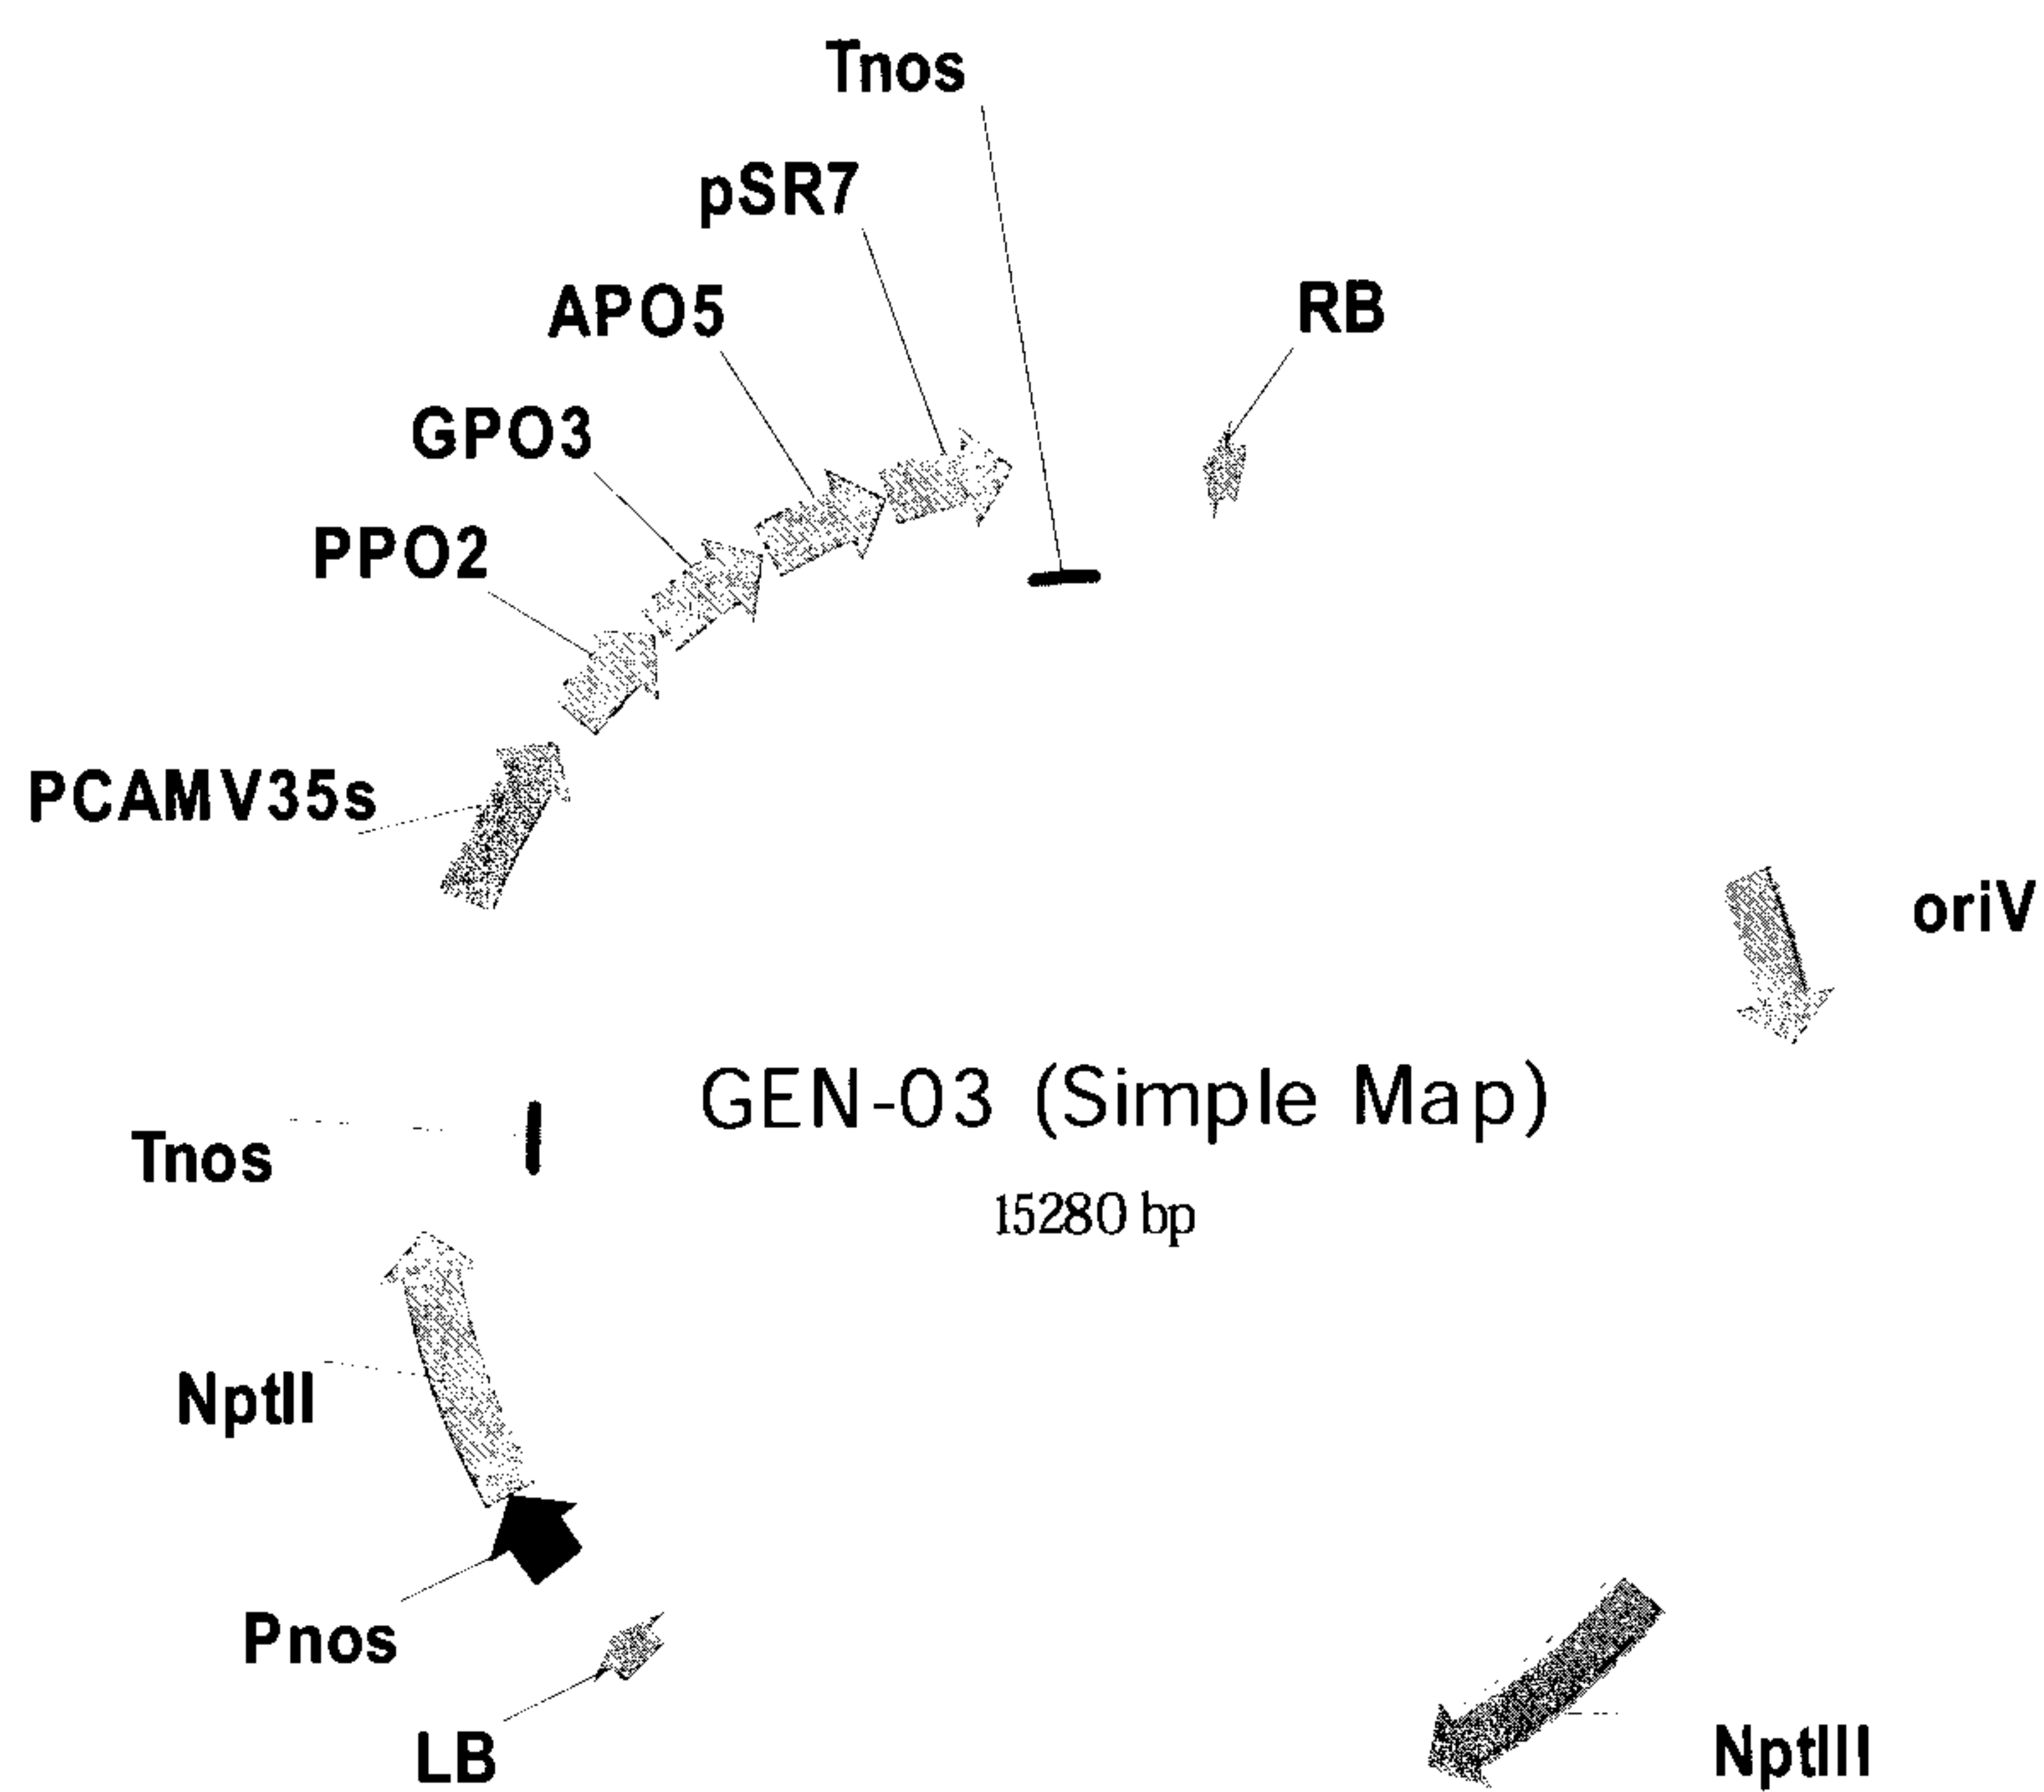 Tnos
pSR7
APO5
RB
GPO3
PPO2
PCAMV35s
oriV
GEN-03 (Simple Map)
Tnos
15280 bp
NptII
Pnos
LB
NptIII